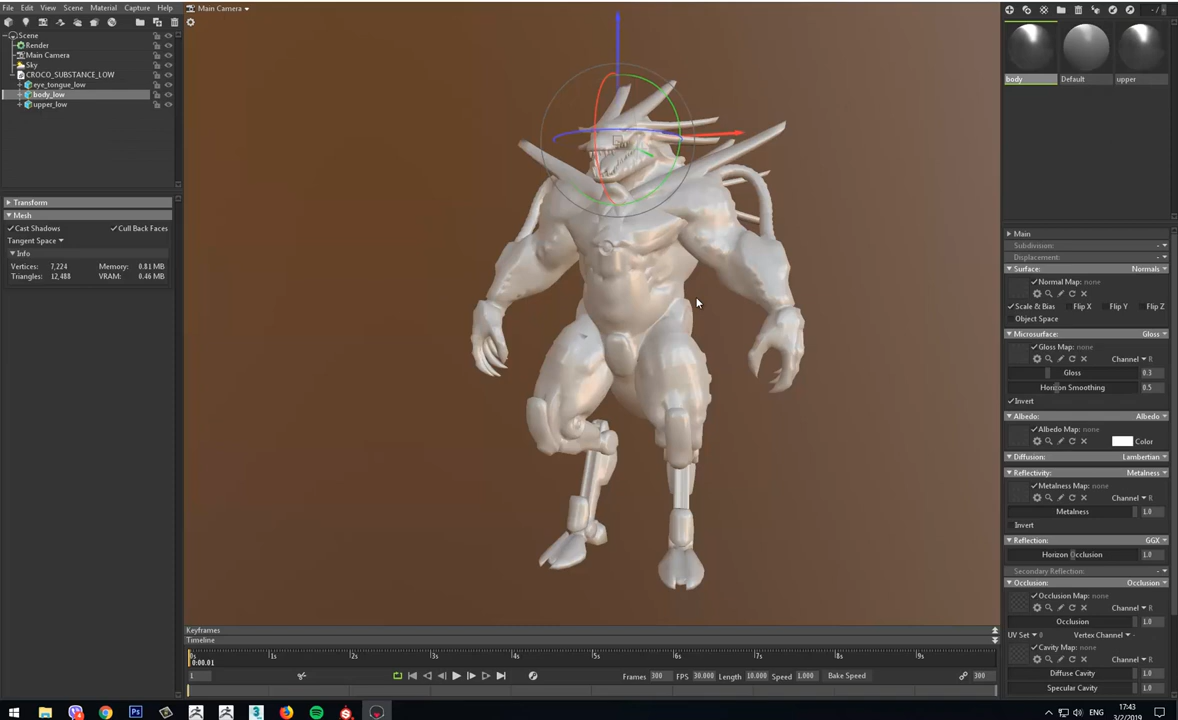 File Edit View Scene Material Capture Help
Main Camera
Scene
Render
Main Camera
Sky
CROCO_SUBSTANCE_LOW
eye_tongue_low
body_low
upper_low
Transform
Mesh
Cast Shadows Cull Back Faces
Tangent Space
Info
Vertices: 7,224 Memory: 0.81 MB
Triangles: 12,488 VRAM: 0.46 MB
Keyframes
Timeline
0s 1s 2s 3s 4s 5s 6s 7s 8s 9s
0:00.01
1 Frames 300 FPS 30.000 Length 10.000 Speed 1.000 Bake Speed 300
body Default upper
Main
Subdivision:
Displacement:
Surface: Normals
Normal Map: none
Scale & Bias Flip X Flip Y Flip Z
Object Space
Microsurface: Gloss
Gloss Map: none
Channel R
Gloss 0.3
Horizon Smoothing 0.5
Invert
Albedo: Albedo
Albedo Map: none
Color
Diffusion: Lambertian
Reflectivity: Metalness
Metalness Map: none
Channel R
Metalness 1.0
Invert
Reflection: GGX
Horizon Occlusion 1.0
Secondary Reflection:
Occlusion: Occlusion
Occlusion Map: none
Channel R
Occlusion 1.0
UV Set 0 Vertex Channel -
Cavity Map: none
Channel R
Diffuse Cavity 1.0
Specular Cavity 1.0
ENG
17:43
3/2/2019